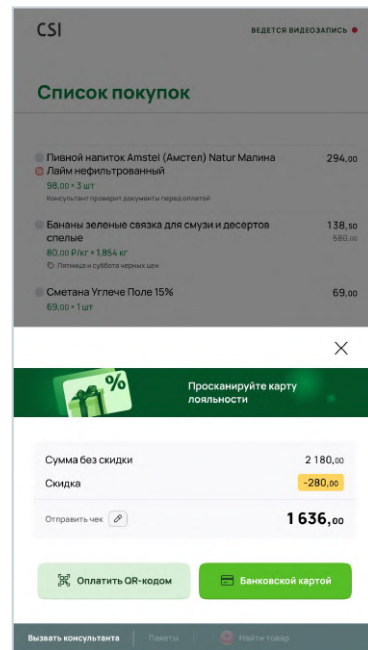 CSI
ВЕДЕТСЯ ВИДЕОЗАПИСЬ
Список покупок
Пивной напиток Amstel (Амстел) Natur Малина
Лайм нефильтрованный
294,00
98,00 * 3 шт
Консультант проверит документы перед оплатой
Бананы зеленые связка для смузи и десертов
спелые
138,50
580,00
80,00 ₽/кг * 1,854 кг
Пятница и суббота черных цен
Сметана Углече Поле 15%
69,00
69,00 * 1 шт
%
Просканируйте карту
лояльности
Сумма без скидки
2 180,00
Скидка
-280,00
Отправить чек
1 636,00
Оплатить QR-кодом
Банковской картой
Вызвать консультанта
Пакеты
Найти товар